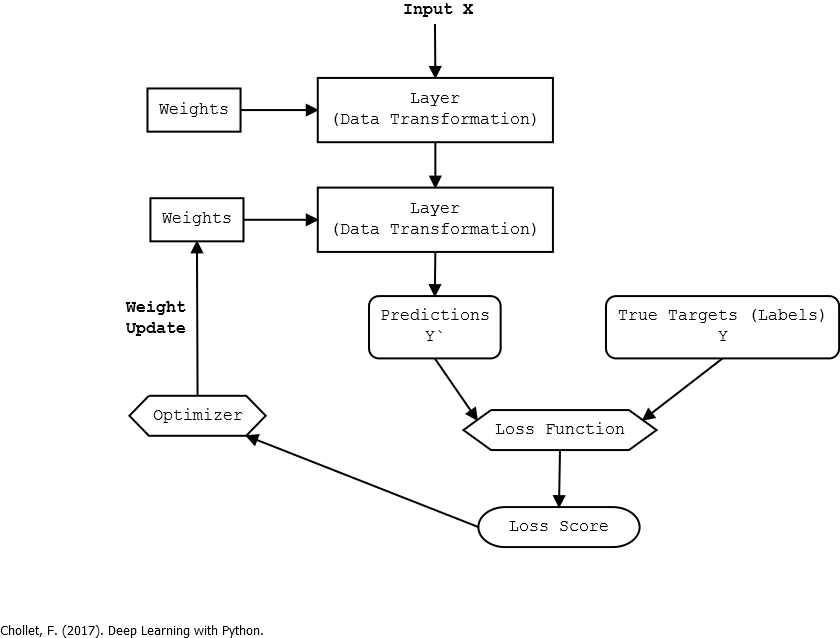 Input X
Weights
Layer
(Data Transformation)
Weights
Layer
(Data Transformation)
Weight
Update
Predictions
Y`
True Targets (Labels)
Y
Optimizer
Loss Function
Loss Score
Chollet, F. (2017). Deep Learning with Python.